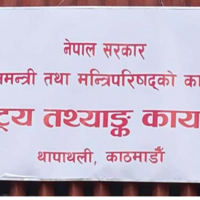 नेपाल सरकार
मन्त्री तथा मन्त्रिपरिषद्को का
ट्रिय तथ्याङ्क काय
थापाथली, काठमाडौँ